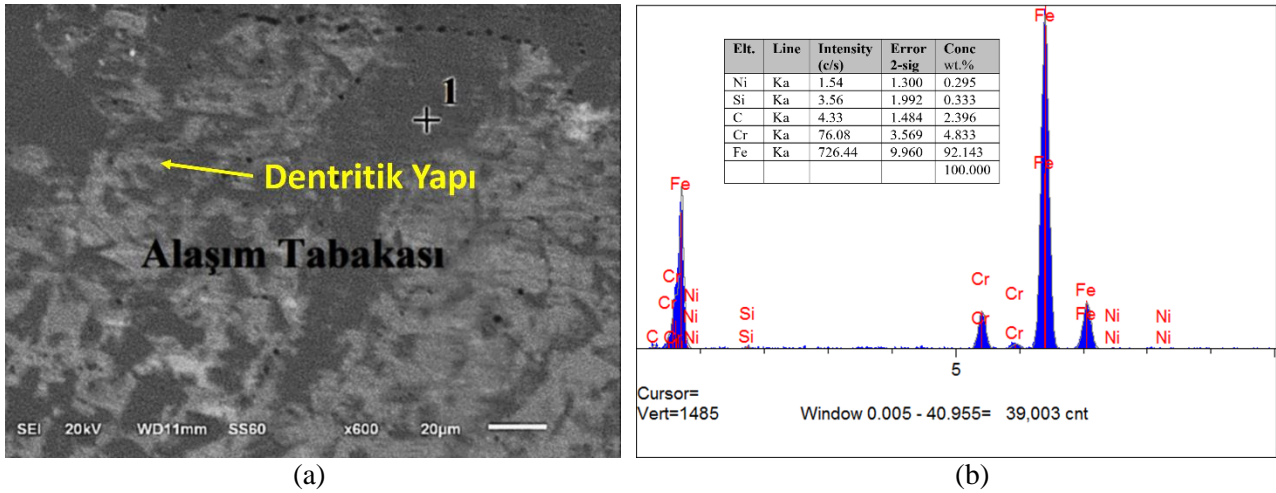 1
Dentritik Yapı
Alaşım Tabakası
SEI 20kV WD11mm SS60 x600 20µm
(a)
Fe
Elt. Line Intensity (c/s) Error 2-sig Conc wt.%
Ni Ka 1.54 1.300 0.295
Si Ka 3.56 1.992 0.333
C Ka 4.33 1.484 2.396
Cr Ka 76.08 3.569 4.833
Fe Ka 726.44 9.960 92.143
100.000
Fe
Fe
Cr Cr
Cr Ni Cr Fe
Cr Ni Si Fe Ni Ni
C Cr Ni Si Cr Cr Ni Ni
5
Cursor=
Vert=1485 Window 0.005 - 40.955= 39,003 cnt
(b)